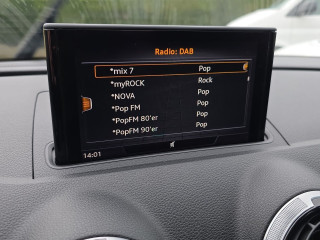 Radio: DAB
*mix 7 Pop
*myROCK Rock
*NOVA Pop
*Pop FM Pop
*PopFM 80'er Pop
*PopFM 90'er Pop
14:01